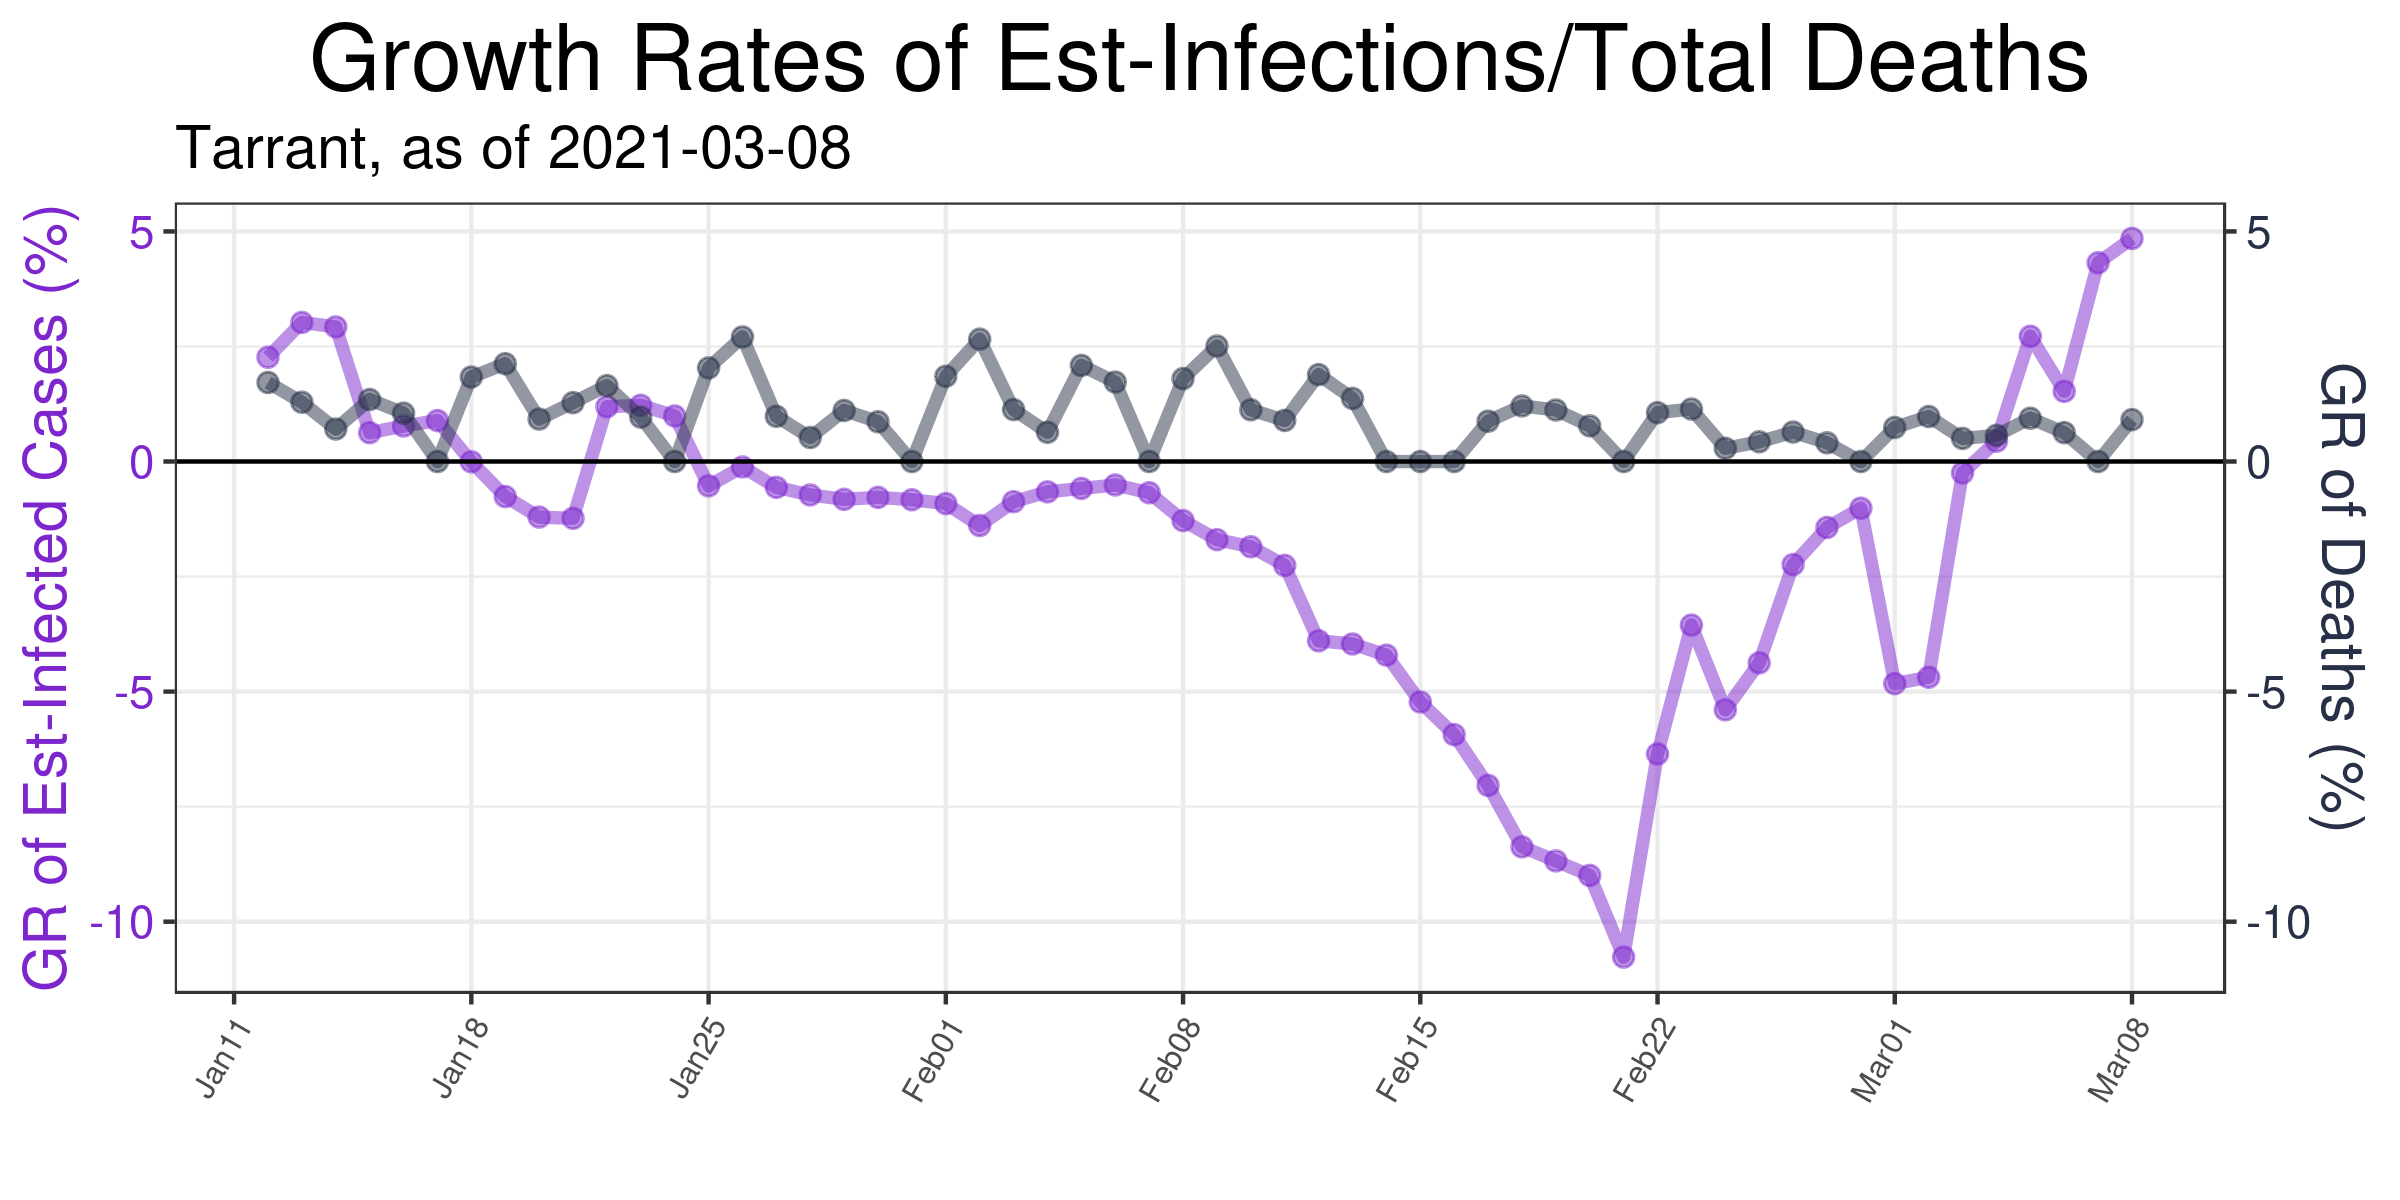 Growth Rates of Est-Infections/Total Deaths
Tarrant, as of 2021-03-08
GR of Est-Infected Cases (%)
5
0
-5
-10
5
0
-5
-10
GR of Deaths (%)
Jan11
Jan18
Jan25
Feb01
Feb08
Feb15
Feb22
Mar01
Mar08